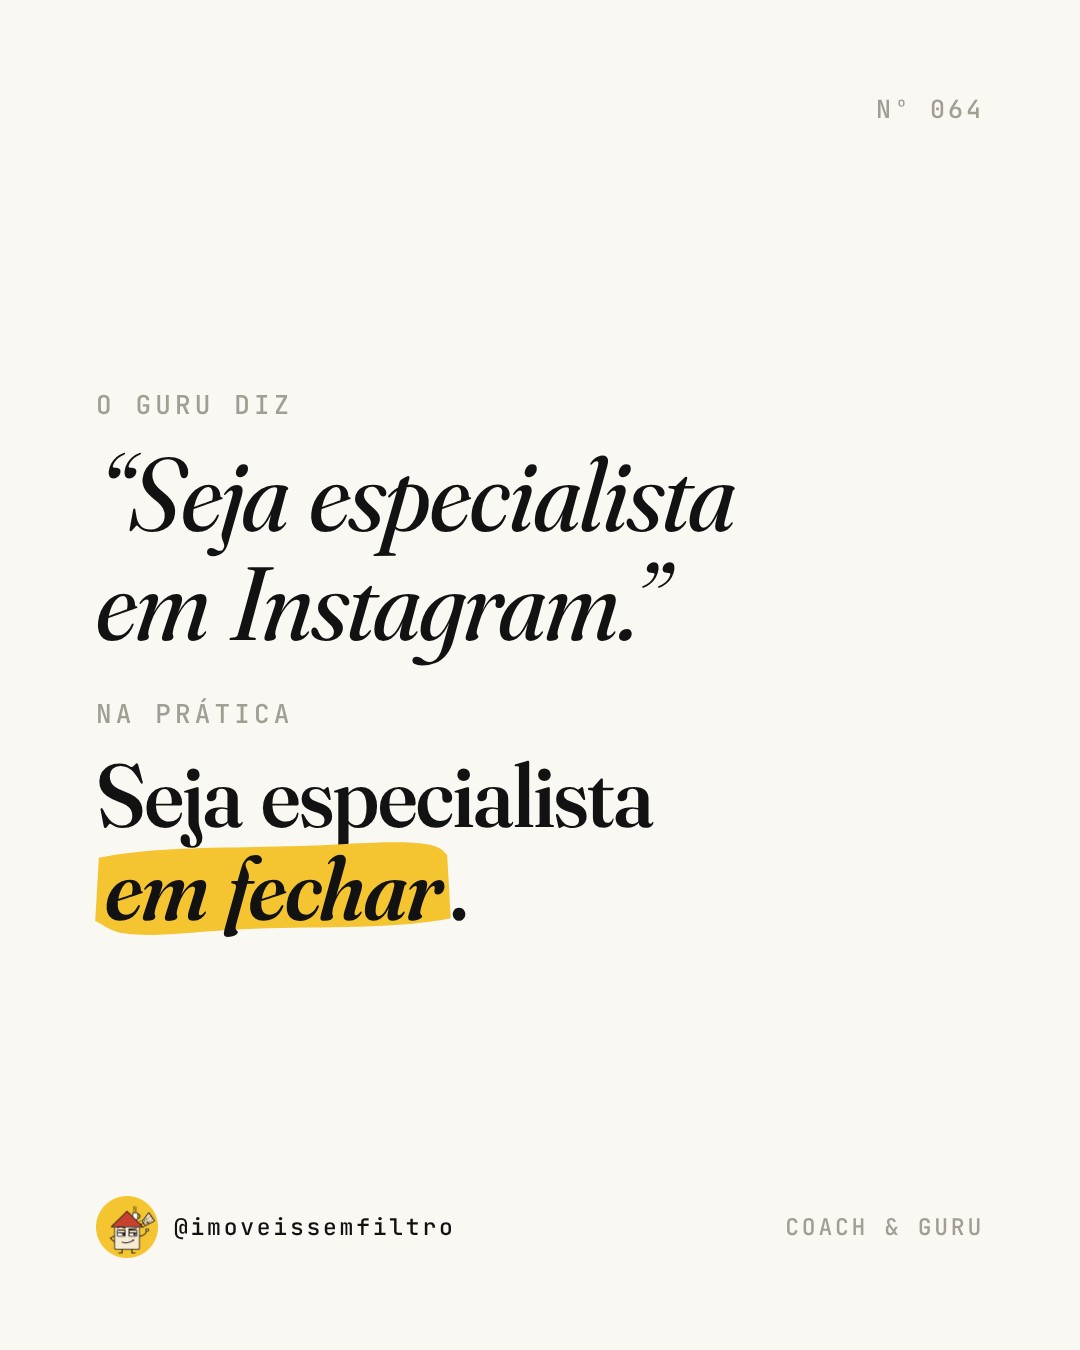 Nº 064
O GURU DIZ
“Seja especialista
em Instagram.”
NA PRÁTICA
Seja especialista
em fechar.
@imoveissemfiltro
COACH & GURU